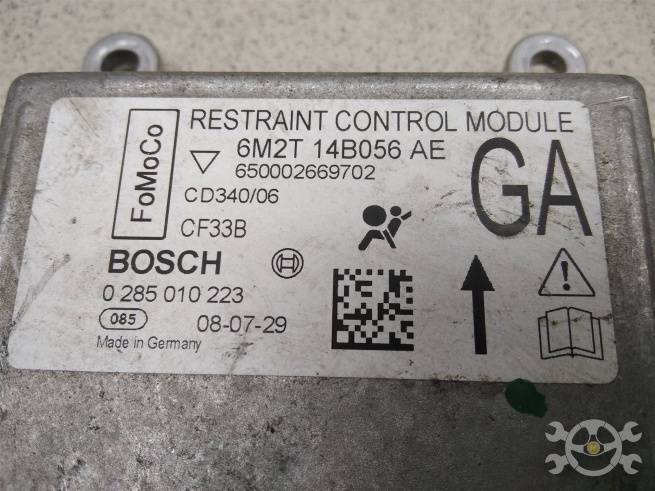 FoMoCo
RESTRAINT CONTROL MODULE
6M2T 14B056 AE
650002669702
CD340/06
CF33B
GA
BOSCH
0 285 010 223
085
08-07-29
Made in Germany